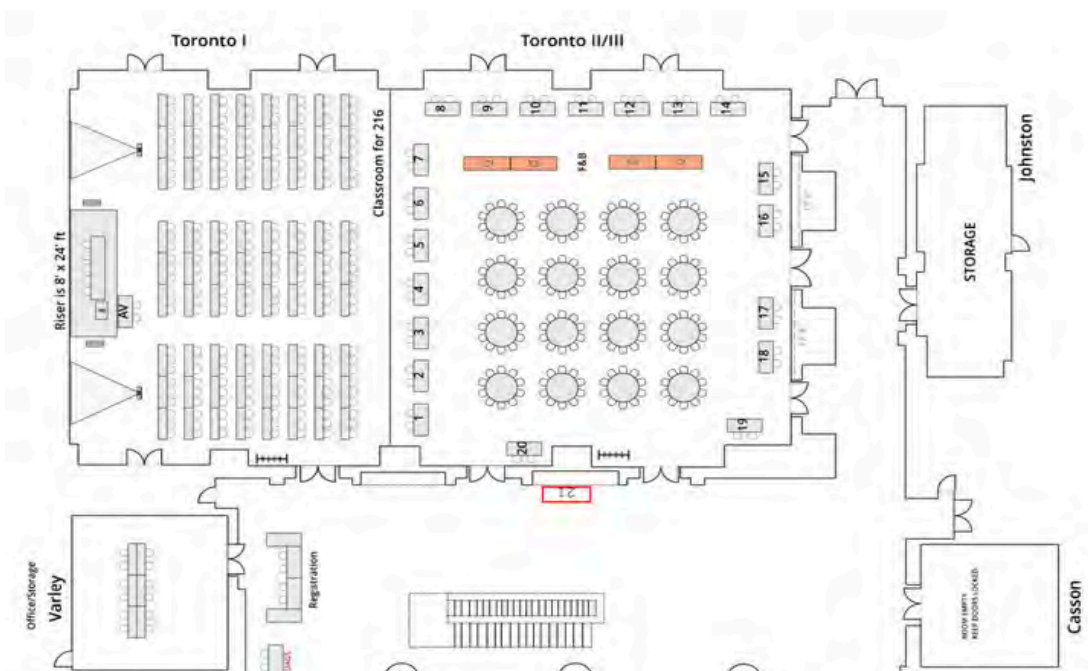 Toronto I
Toronto II/III
Classroom for 216
Riser is 8' x 24' ft
AV
8
9
10
11
12
13
14
7
6
5
4
3
2
1
F&B
15
16
17
18
19
20
21
Johnston
STORAGE
Office/Storage
Varley
Registration
ROOM EMPTY
KEEP DOORS LOCKED.
Casson